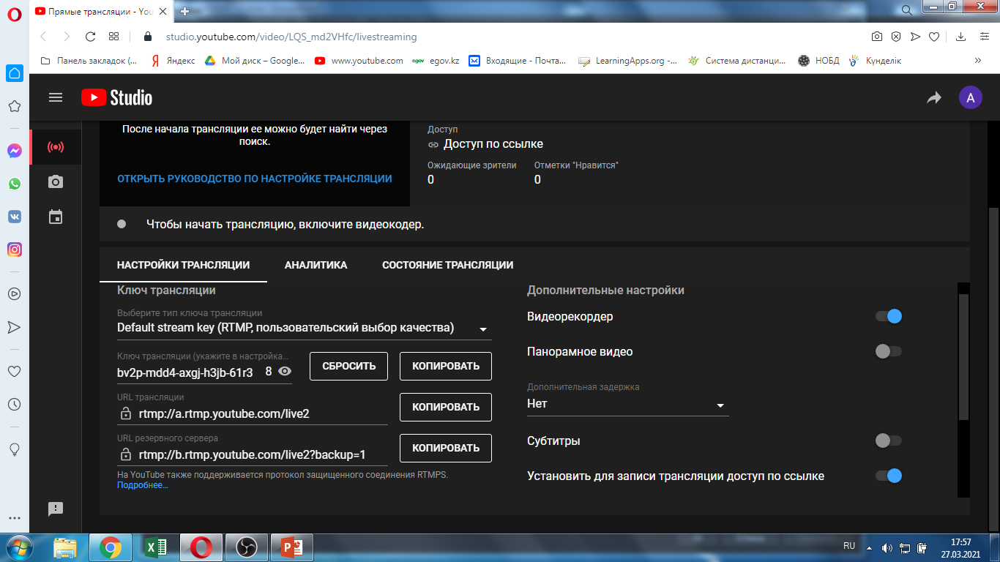 Прямые трансляции - You
studio.youtube.com/video/LQS_md2VHfc/livestreaming
Панель закладок (...
Яндекс
Мой диск – Google...
www.youtube.com
egov egov.kz
Входящие - Почта...
LearningApps.org -...
Система дистанци...
НОБД
Күнделік
Studio
A
После начала трансляции ее можно будет найти через
поиск.
ОТКРЫТЬ РУКОВОДСТВО ПО НАСТРОЙКЕ ТРАНСЛЯЦИИ
Доступ
Доступ по ссылке
Ожидающие зрители
Отметки "Нравится"
0
0
Чтобы начать трансляцию, включите видеокодер.
НАСТРОЙКИ ТРАНСЛЯЦИИ
АНАЛИТИКА
СОСТОЯНИЕ ТРАНСЛЯЦИИ
Ключ трансляции
Выберите тип ключа трансляции
Default stream key (RTMP, пользовательский выбор качества)
Ключ трансляции (укажите в настройка...
bv2p-mdd4-axgj-h3jb-61r3
8
СБРОСИТЬ
КОПИРОВАТЬ
URL трансляции
rtmp://a.rtmp.youtube.com/live2
КОПИРОВАТЬ
URL резервного сервера
rtmp://b.rtmp.youtube.com/live2?backup=1
КОПИРОВАТЬ
На YouTube также поддерживается протокол защищенного соединения RTMPS.
Подробнее...
Дополнительные настройки
Видеорекордер
Панорамное видео
Дополнительная задержка
Нет
Субтитры
Установить для записи трансляции доступ по ссылке
RU
17:57
27.03.2021